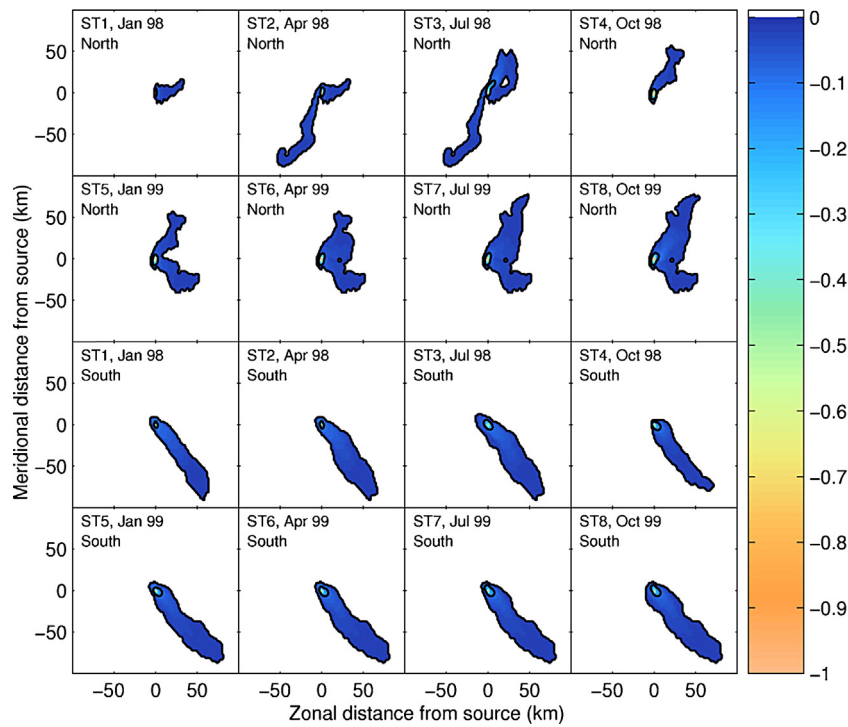 ST1, Jan 98
North
ST2, Apr 98
North
ST3, Jul 98
North
ST4, Oct 98
North
50
0
−50
ST5, Jan 99
North
ST6, Apr 99
North
ST7, Jul 99
North
ST8, Oct 99
North
50
0
−50
ST1, Jan 98
South
ST2, Apr 98
South
ST3, Jul 98
South
ST4, Oct 98
South
50
0
−50
ST5, Jan 99
South
ST6, Apr 99
South
ST7, Jul 99
South
ST8, Oct 99
South
50
0
−50
Meridional distance from source (km)
−50 0 50 −50 0 50 −50 0 50 −50 0 50
Zonal distance from source (km)
0
−0.1
−0.2
−0.3
−0.4
−0.5
−0.6
−0.7
−0.8
−0.9
−1